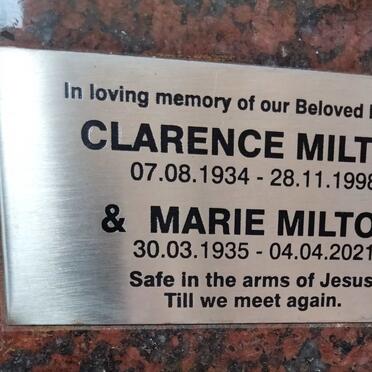 In loving memory of our Beloved
CLARENCE MILT
07.08.1934 - 28.11.1998
& MARIE MILTO
30.03.1935 - 04.04.2021
Safe in the arms of Jesus
Till we meet again.